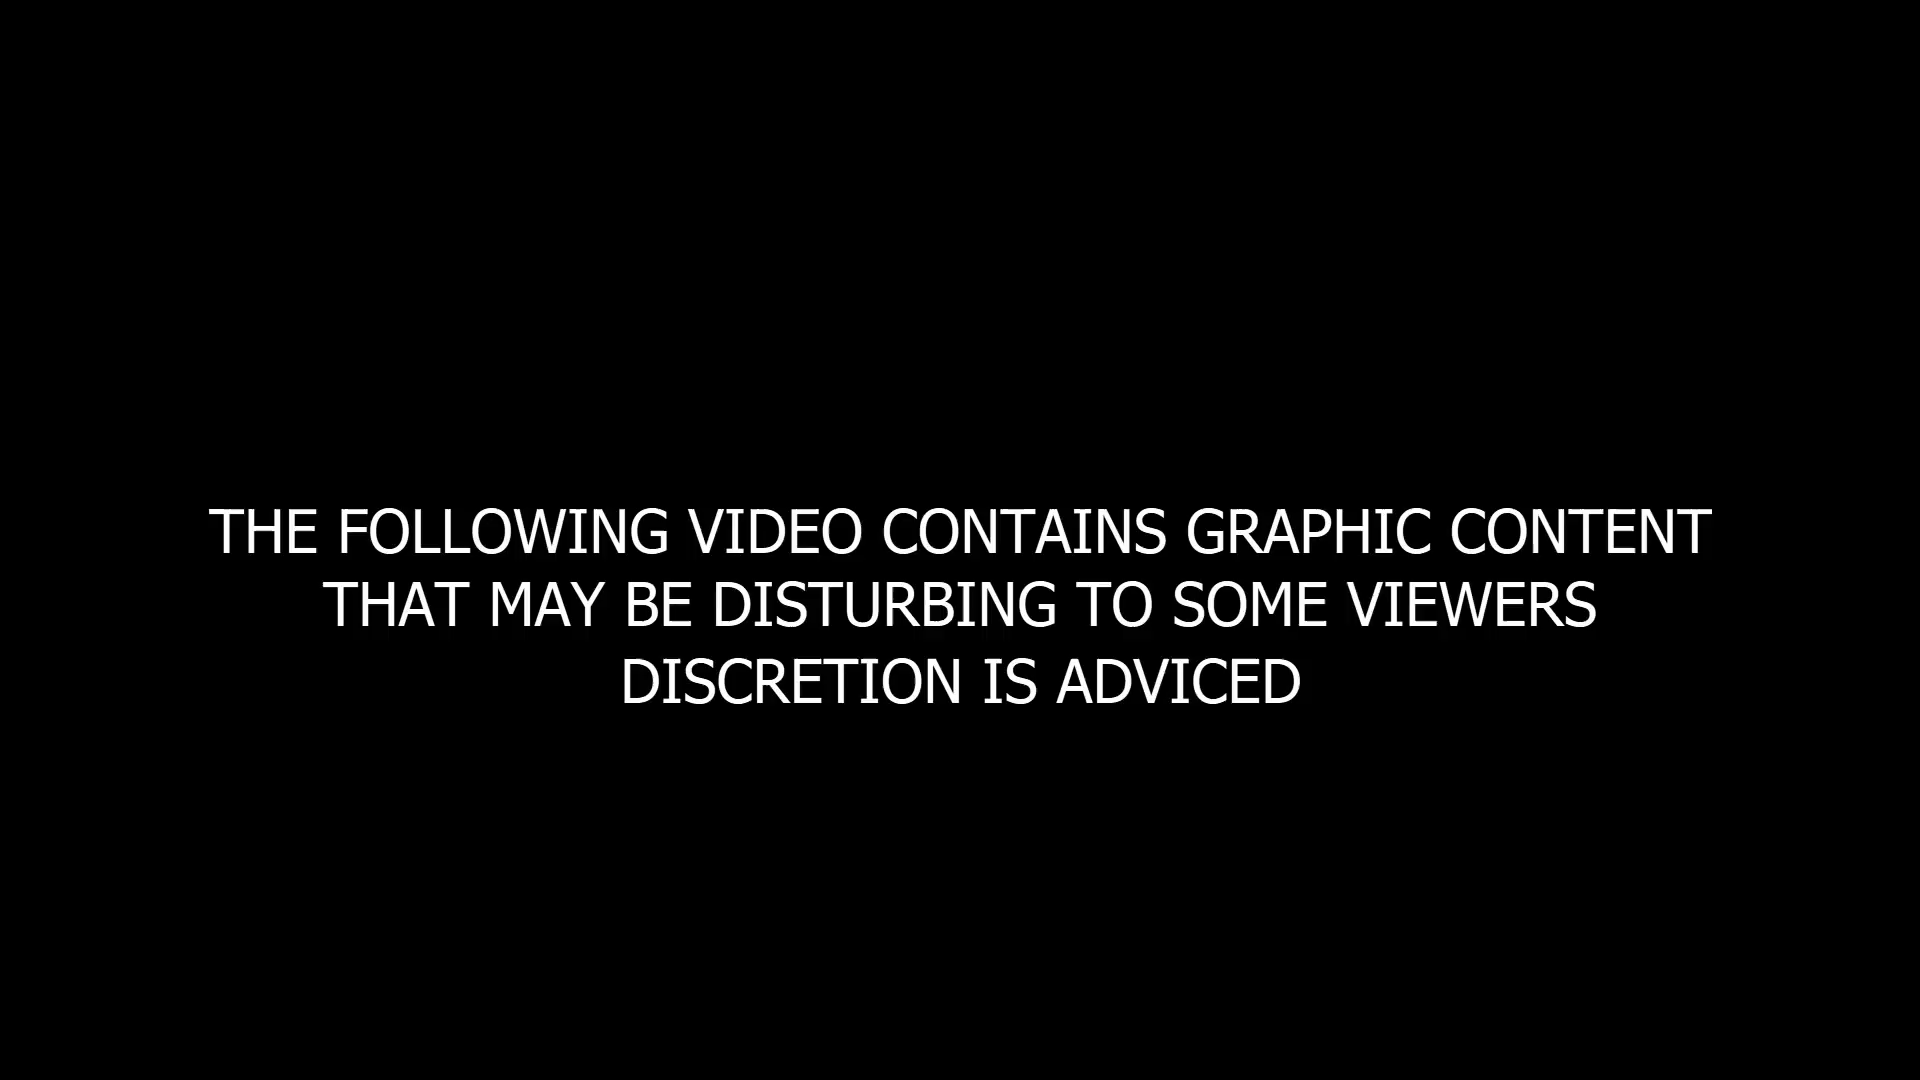 THE FOLLOWING VIDEO CONTAINS GRAPHIC CONTENT
THAT MAY BE DISTURBING TO SOME VIEWERS
DISCRETION IS ADVICED